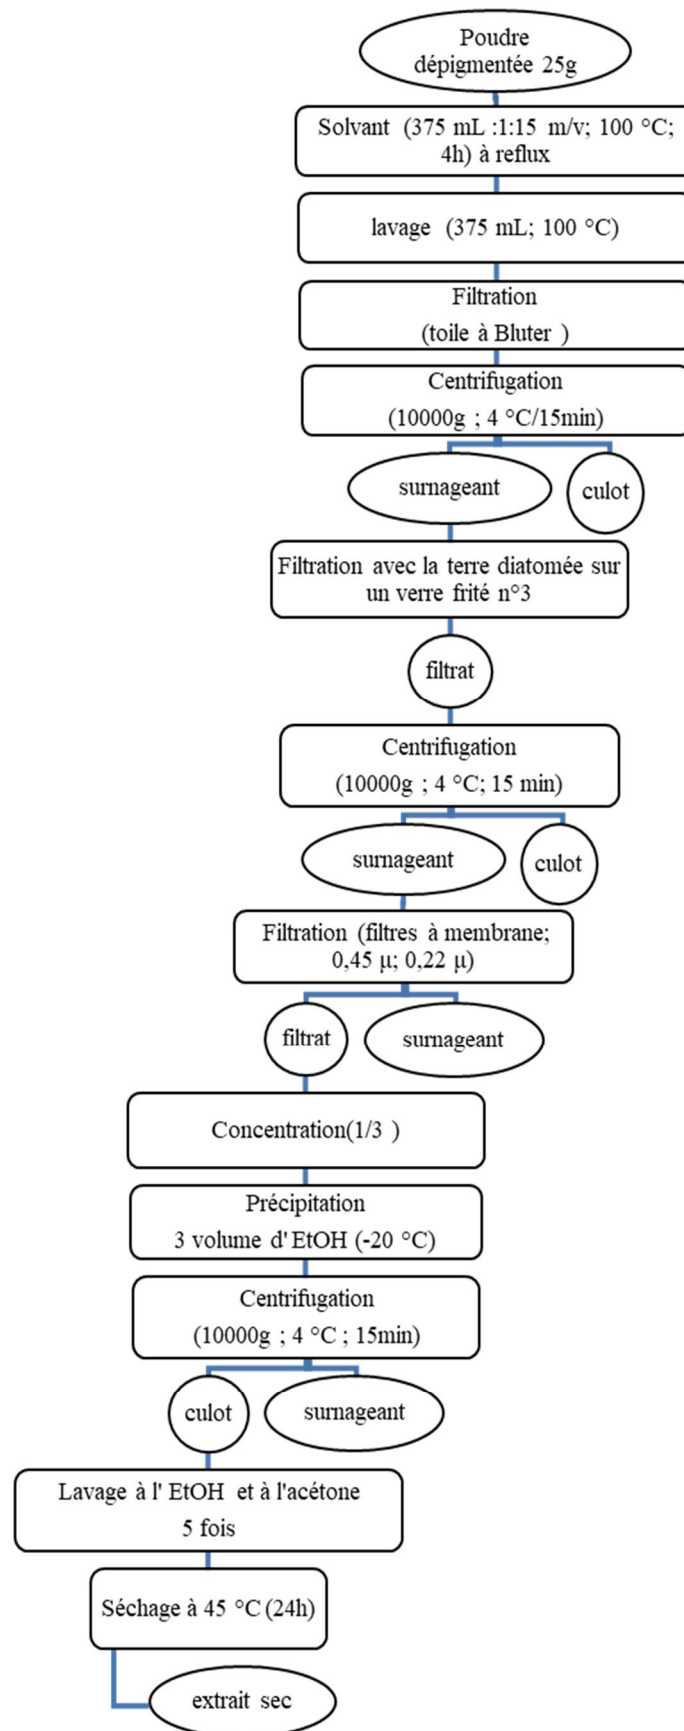 Poudre
dépigmentée 25g
Solvant (375 mL :1:15 m/v; 100 °C;
4h) à reflux
lavage (375 mL; 100 °C)
Filtration
(toile à Bluter )
Centrifugation
(10000g ; 4 °C/15min)
surnageant
culot
Filtration avec la terre diatomée sur
un verre frité n°3
filtrat
Centrifugation
(10000g ; 4 °C; 15 min)
surnageant
culot
Filtration (filtres à membrane;
0,45 µ; 0,22 µ)
filtrat
surnageant
Concentration(1/3 )
Précipitation
3 volume d'EtOH (-20 °C)
Centrifugation
(10000g ; 4 °C ; 15min)
culot
surnageant
Lavage à l' EtOH et à l'acétone
5 fois
Séchage à 45 °C (24h)
extrait sec